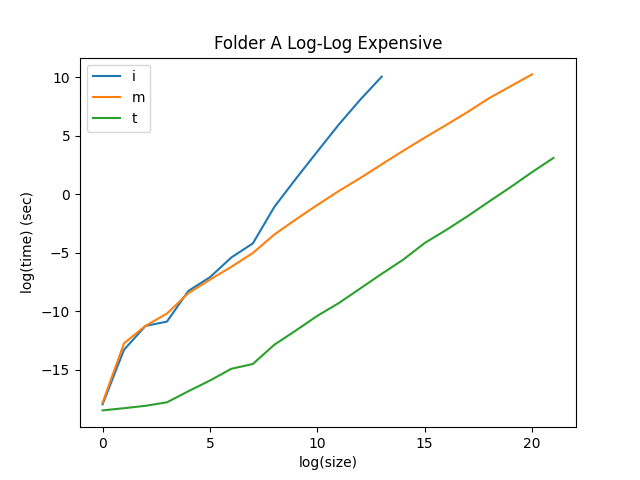 Folder A Log-Log Expensive
i
m
t
10
5
0
−5
−10
−15
log(time) (sec)
0 5 10 15 20
log(size)